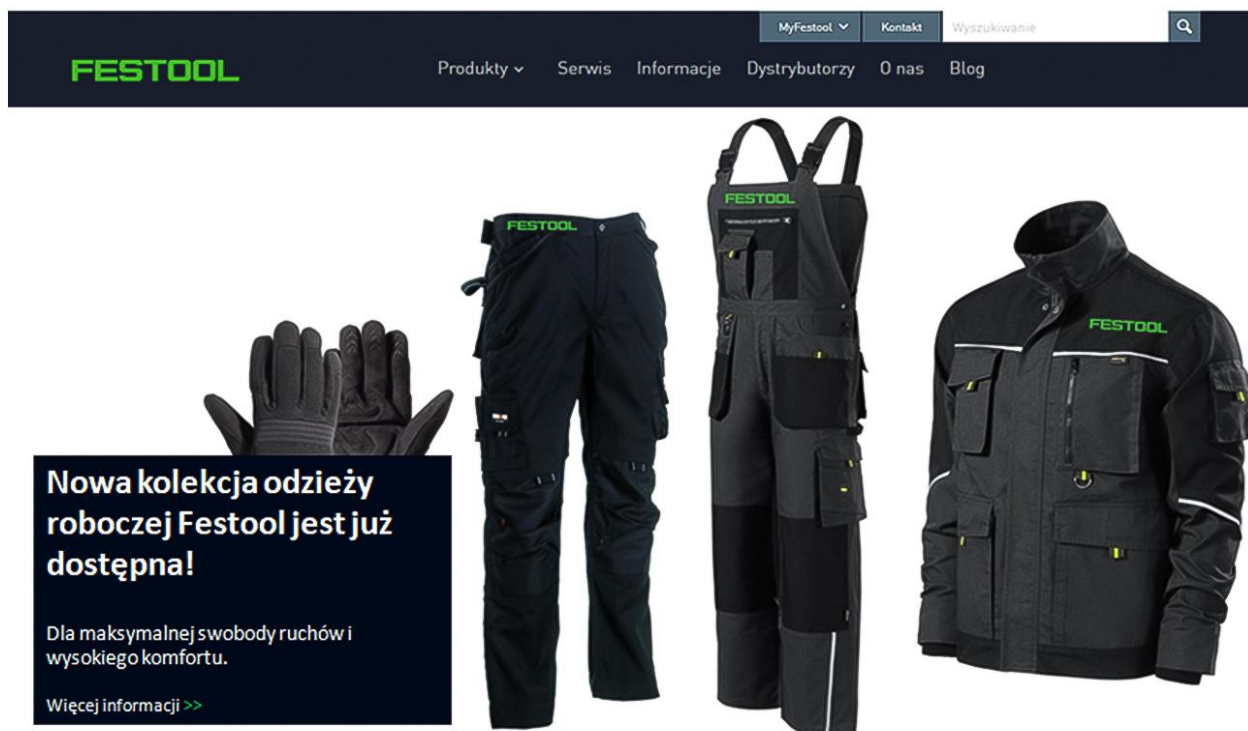 MyFestool
Kontakt
Wyszukiwanie
FESTOOL
Produkty
Serwis
Informacje
Dystrybutorzy
O nas
Blog
FESTOOL
FESTOOL
FESTOOL
Nowa kolekcja odzieży
roboczej Festool jest już
dostępna!
Dla maksymalnej swobody ruchów i
wysokiego komfortu.
Więcej informacji >>